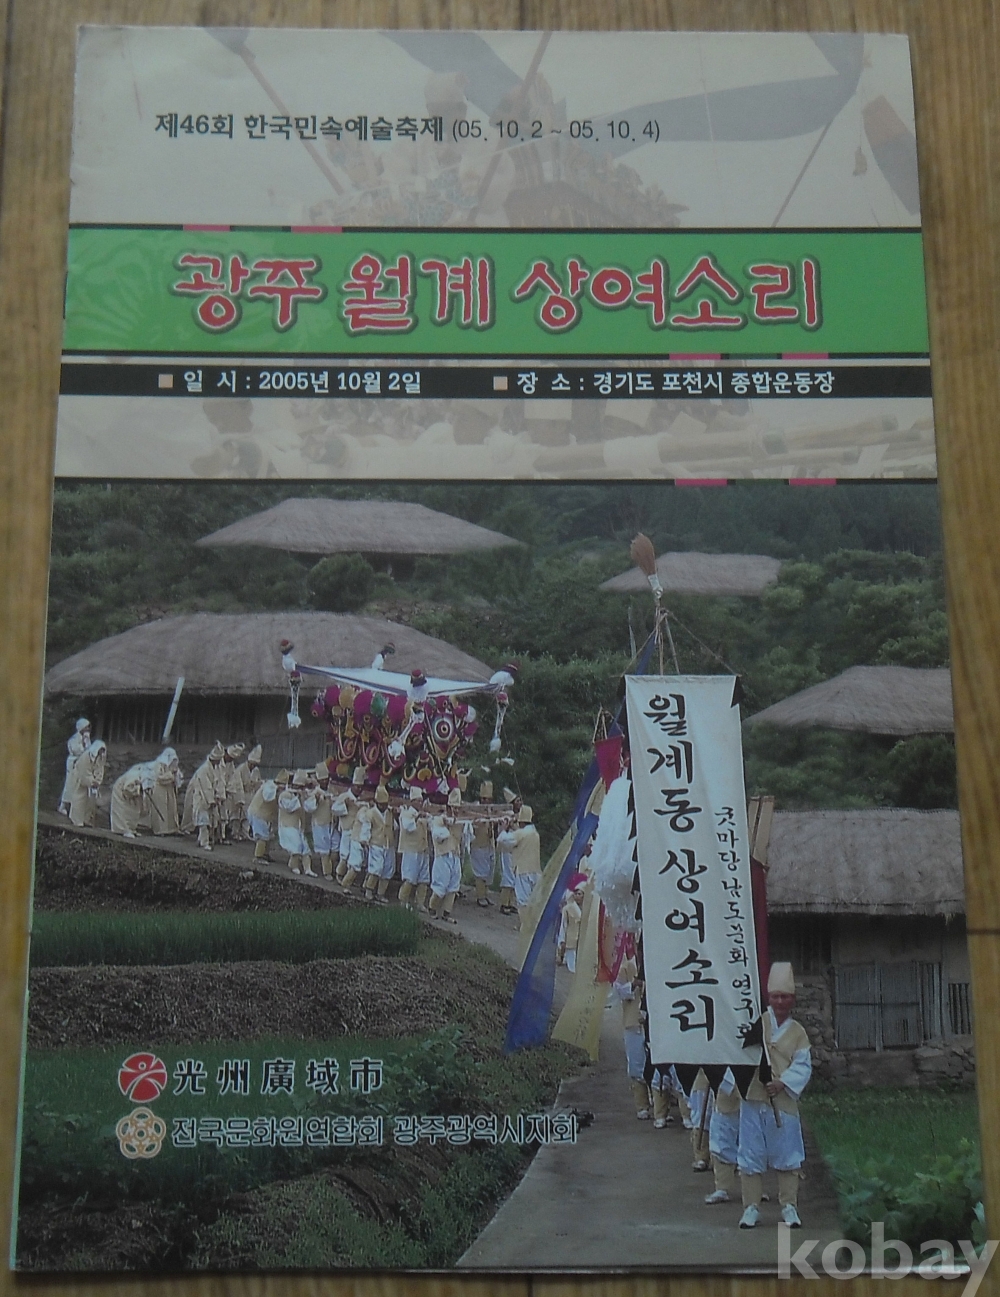 제46회 한국민속예술축제 (05. 10. 2 ~ 05. 10. 4)
광주 월계 상여소리
■ 일 시 : 2005년 10월 2일
■ 장 소 : 경기도 포천시 종합운동장
월계동상여소리
굿마당남도문화연구회
光州廣域市
전국문화원연합회 광주광역시지회
kobay